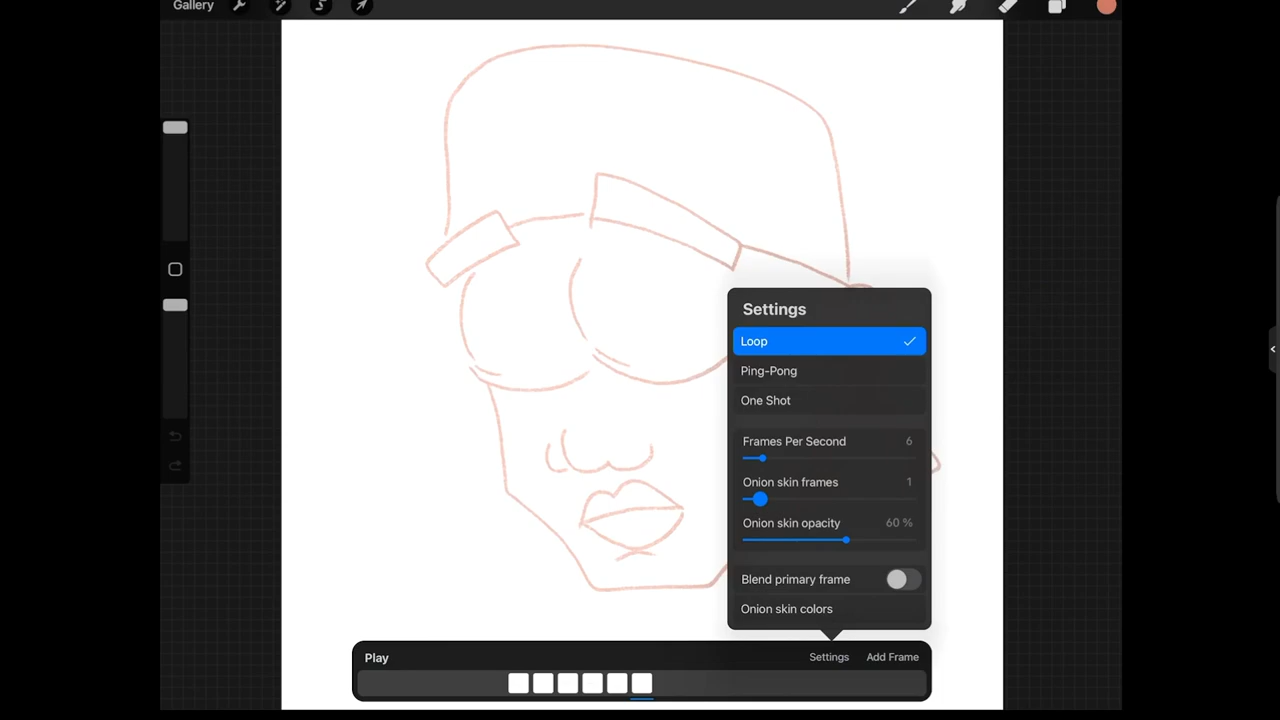 Gallery
Settings
Loop
Ping-Pong
One Shot
Frames Per Second 6
Onion skin frames 1
Onion skin opacity 60 %
Blend primary frame
Onion skin colors
Play Settings Add Frame